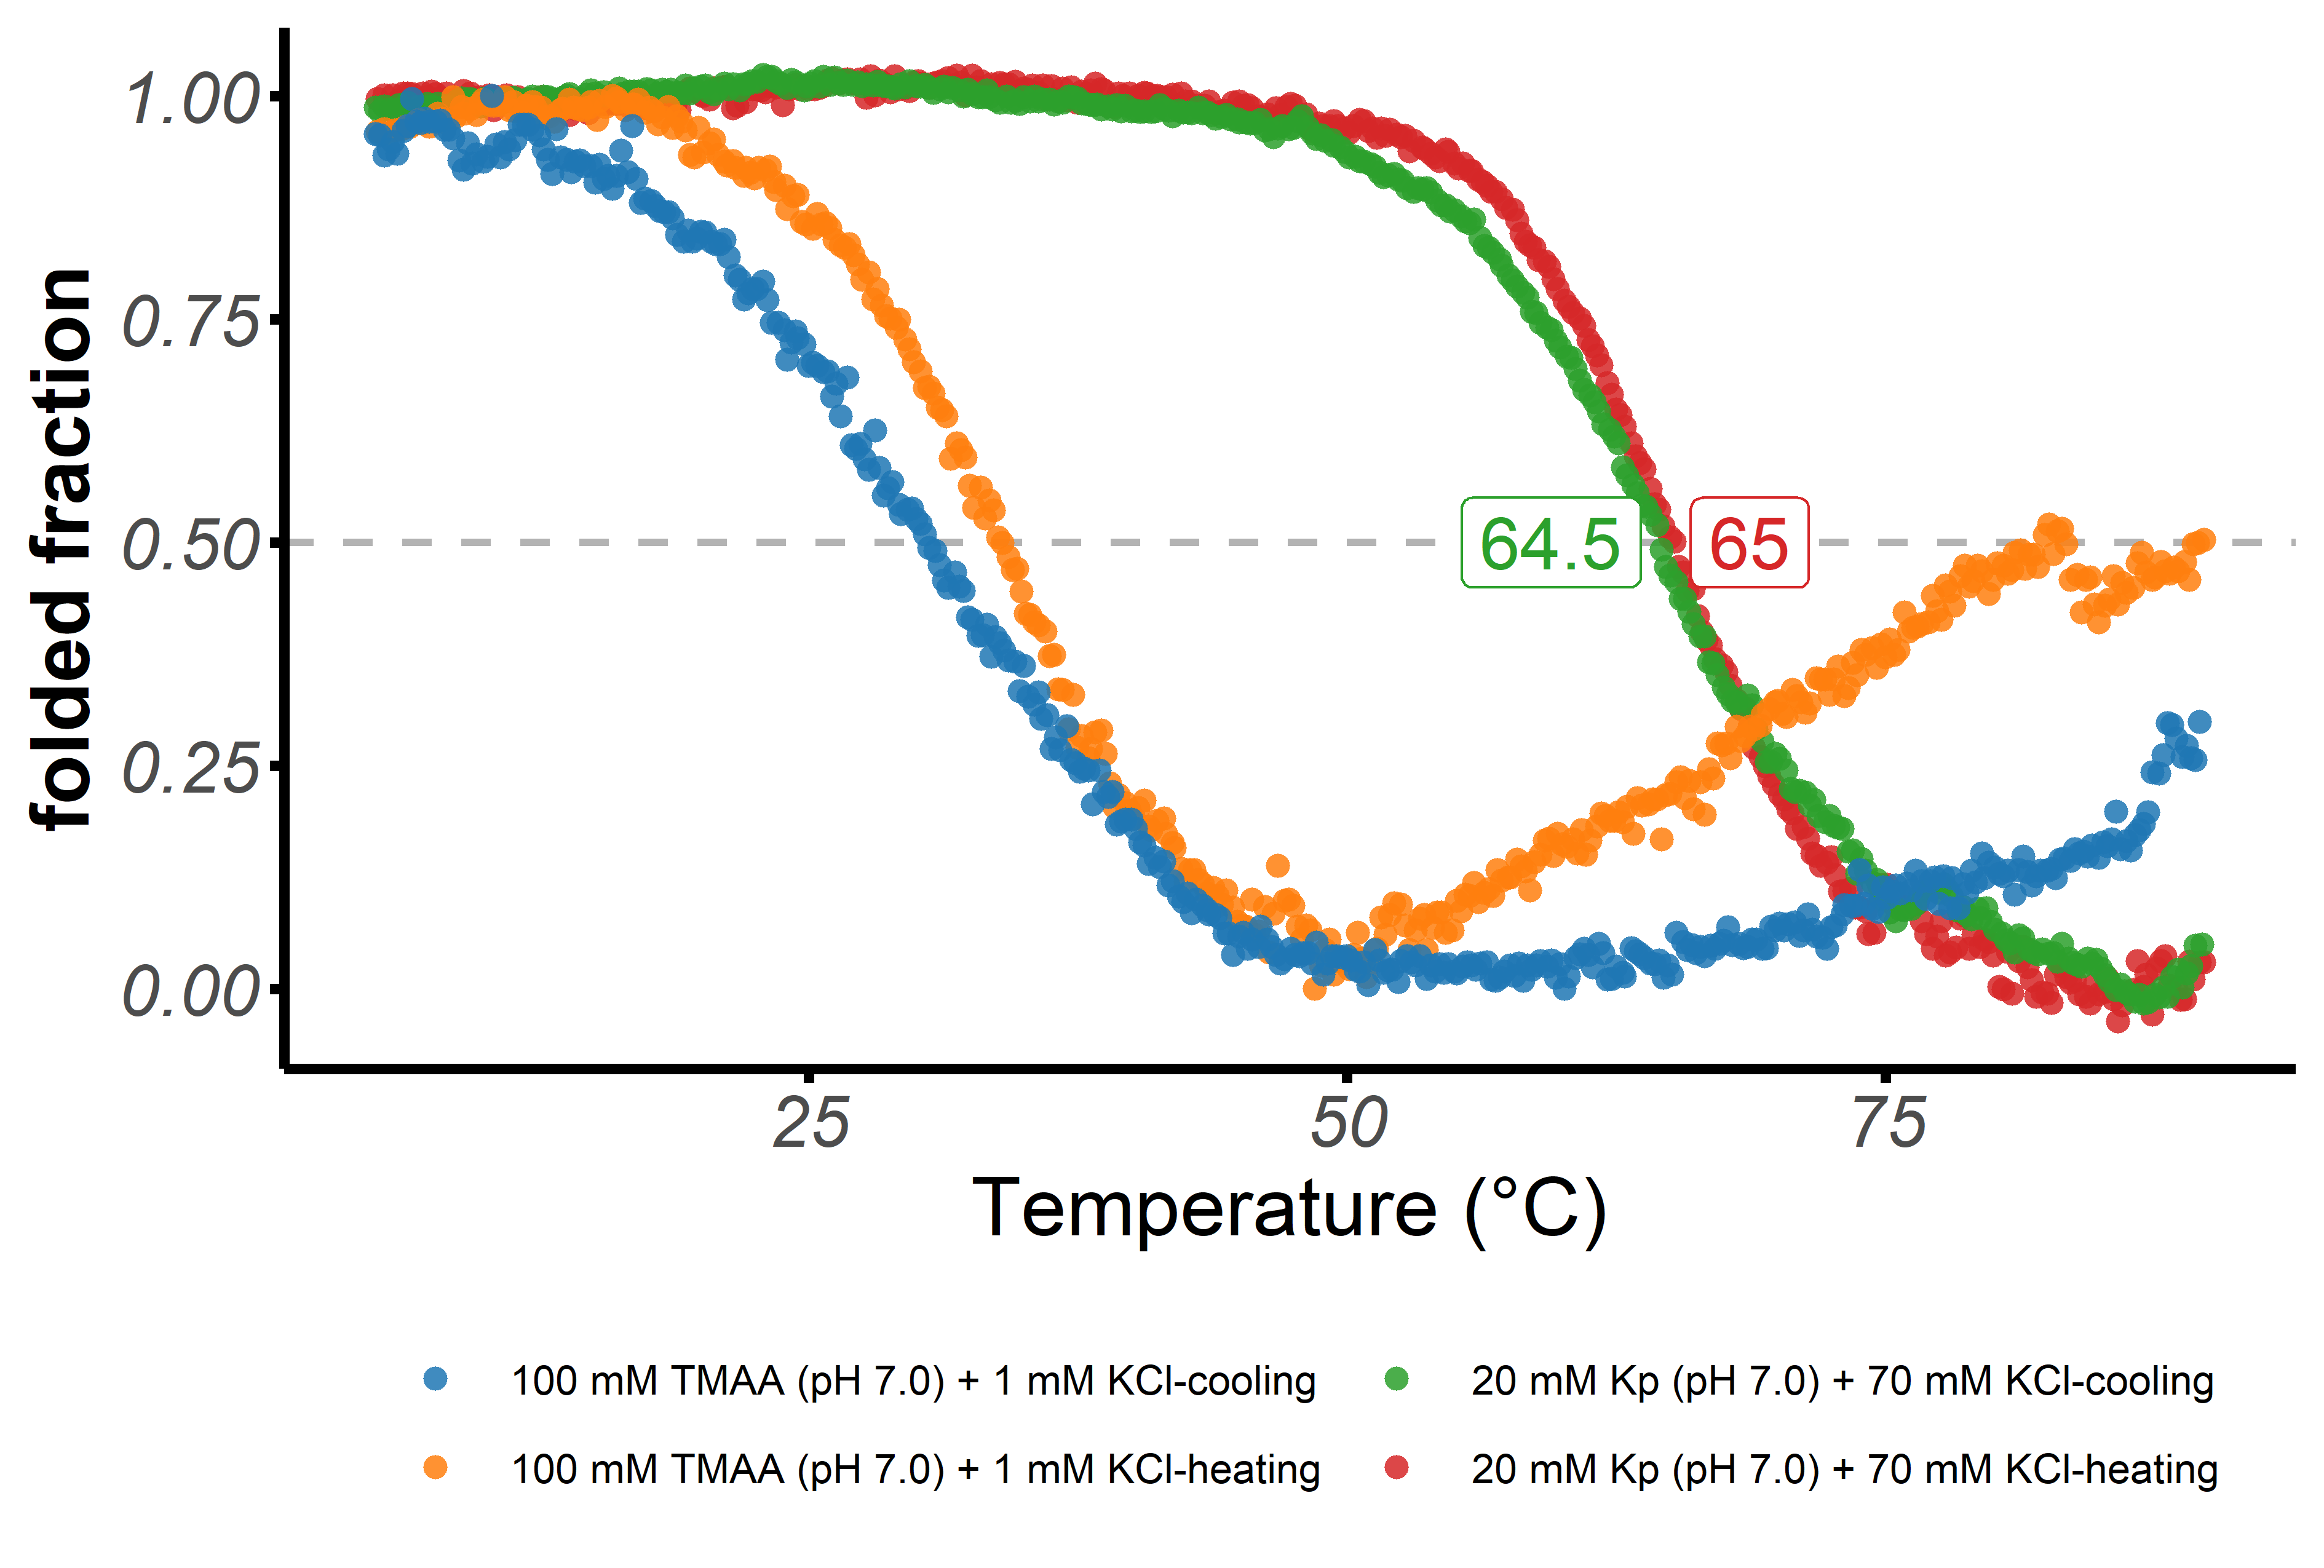 folded fraction
1.00
0.75
0.50
0.25
0.00
64.5
65
25
50
75
Temperature (°C)
100 mM TMAA (pH 7.0) + 1 mM KCl-cooling
20 mM Kp (pH 7.0) + 70 mM KCl-cooling
100 mM TMAA (pH 7.0) + 1 mM KCl-heating
20 mM Kp (pH 7.0) + 70 mM KCl-heating